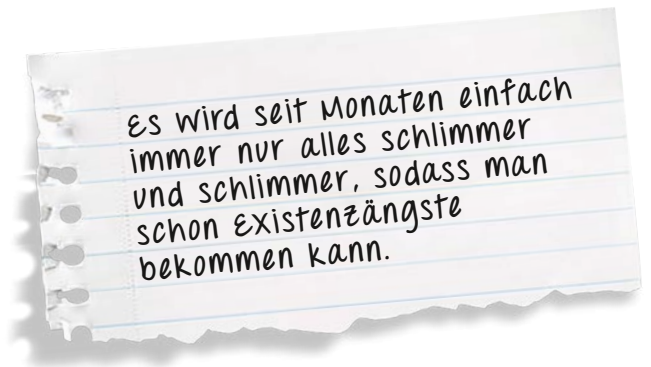 Es wird seit Monaten einfach
immer nur alles schlimmer
und schlimmer, sodass man
schon Existenzängste
bekommen kann.